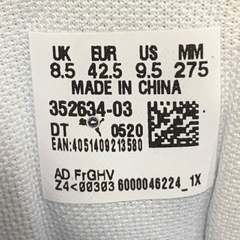 UK EUR US MM
8.5 42.5 9.5 275
MADE IN CHINA
352634-03
DT 0520
EAN:4051409213580
AD FrGHV
Z4<00303 6000046224_1X